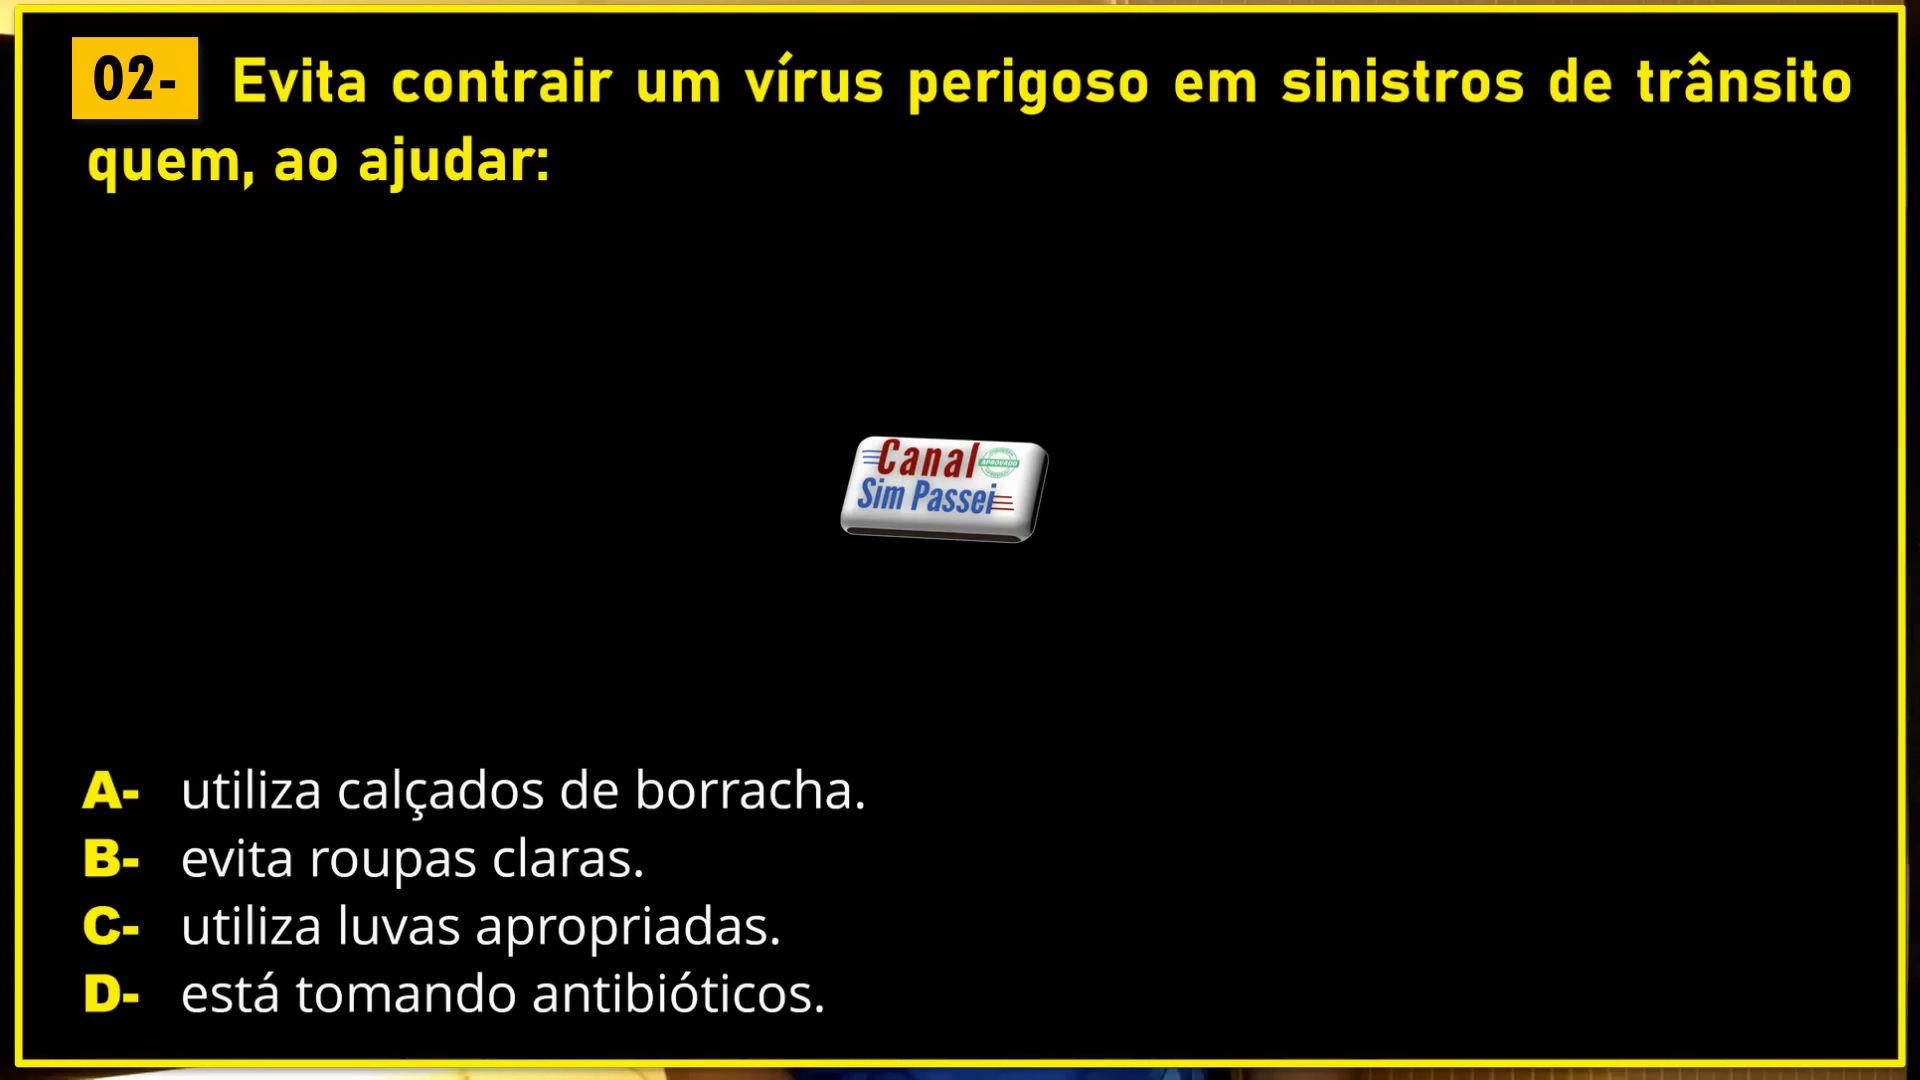 02- Evita contrair um vírus perigoso em sinistros de trânsito
quem, ao ajudar:
Canal
APROVADO
Sim Passei
A- utiliza calçados de borracha.
B- evita roupas claras.
C- utiliza luvas apropriadas.
D- está tomando antibióticos.